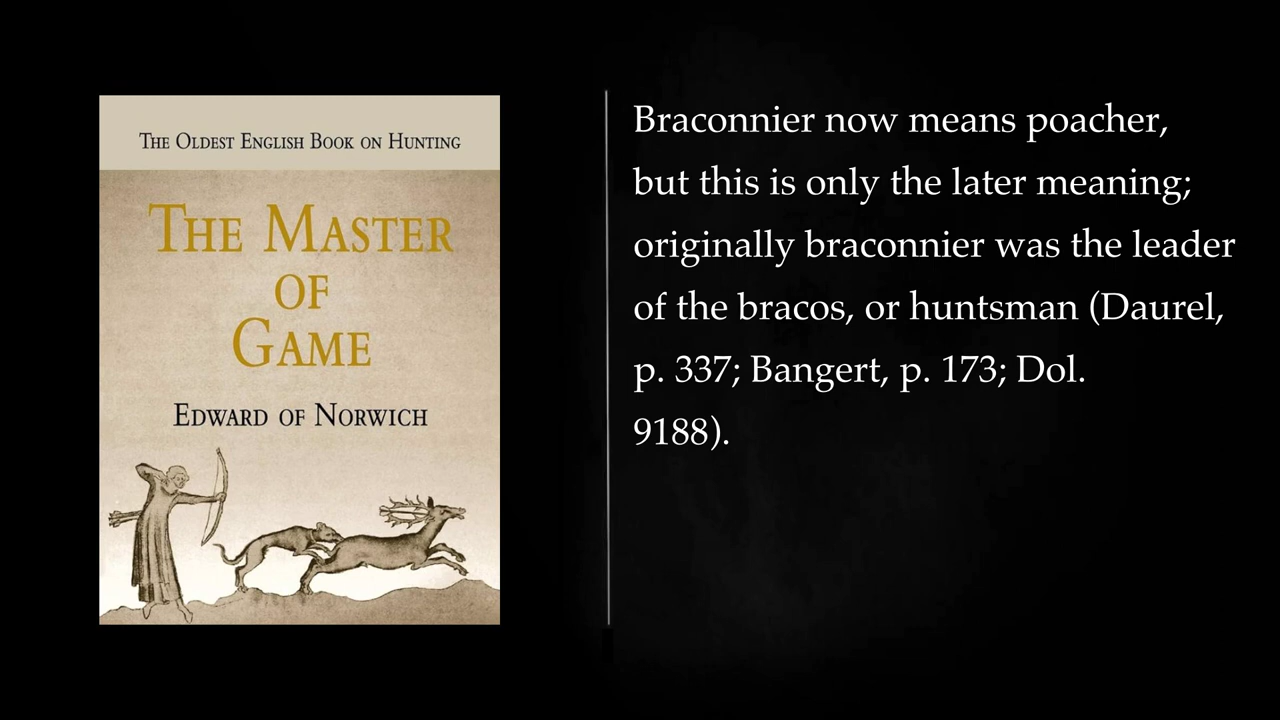 The Oldest English Book on Hunting
The Master
of
Game
Edward of Norwich
Braconnier now means poacher,
but this is only the later meaning;
originally braconnier was the leader
of the bracos, or huntsman (Daurel,
p. 337; Bangert, p. 173; Dol.
9188).